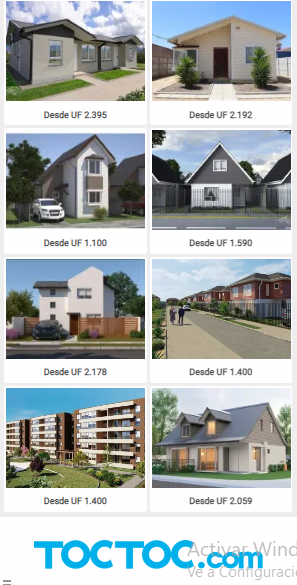 Desde UF 2.395
Desde UF 2.192
Desde UF 1.100
Desde UF 1.590
Desde UF 2.178
Desde UF 1.400
Desde UF 1.400
Desde UF 2.059
TOCTOC.com
Activar Wind
Ve a Configuració